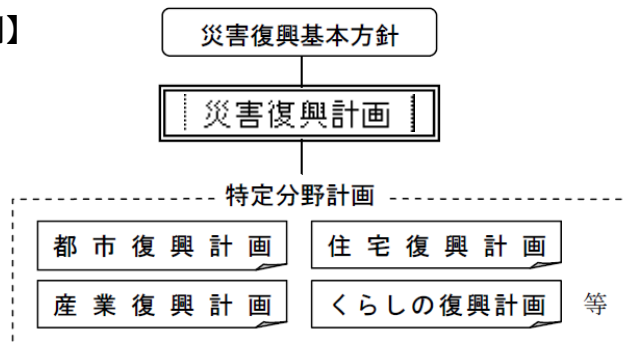 】
災害復興基本方針
災害復興計画
特定分野計画
都市復興計画
住宅復興計画
産業復興計画
くらしの復興計画 等